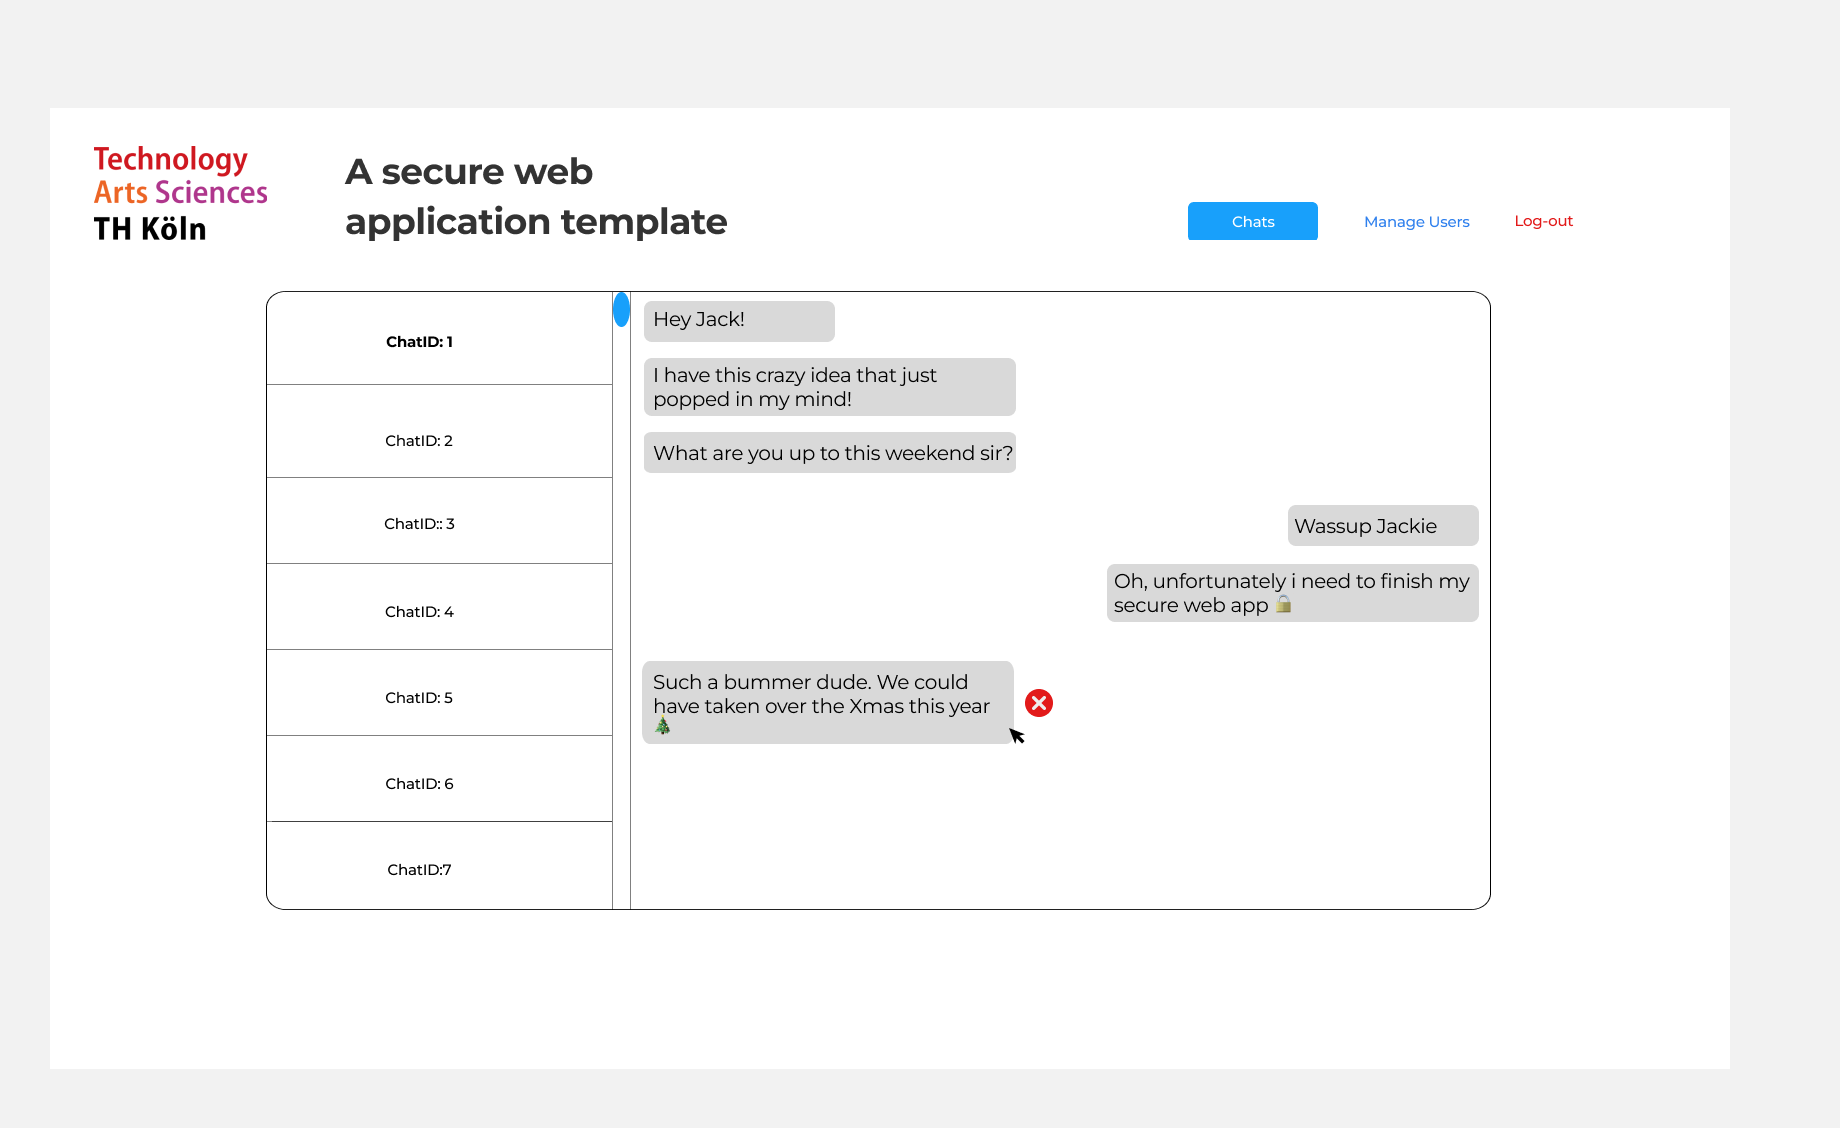 Technology
Arts Sciences
TH Köln
A secure web
application template
Chats
Manage Users
Log-out
ChatID: 1
ChatID: 2
ChatID:: 3
ChatID: 4
ChatID: 5
ChatID: 6
ChatID:7
Hey Jack!
I have this crazy idea that just
popped in my mind!
What are you up to this weekend sir?
Wassup Jackie
Oh, unfortunately i need to finish my
secure web app 🔒
Such a bummer dude. We could
have taken over the Xmas this year
🎄